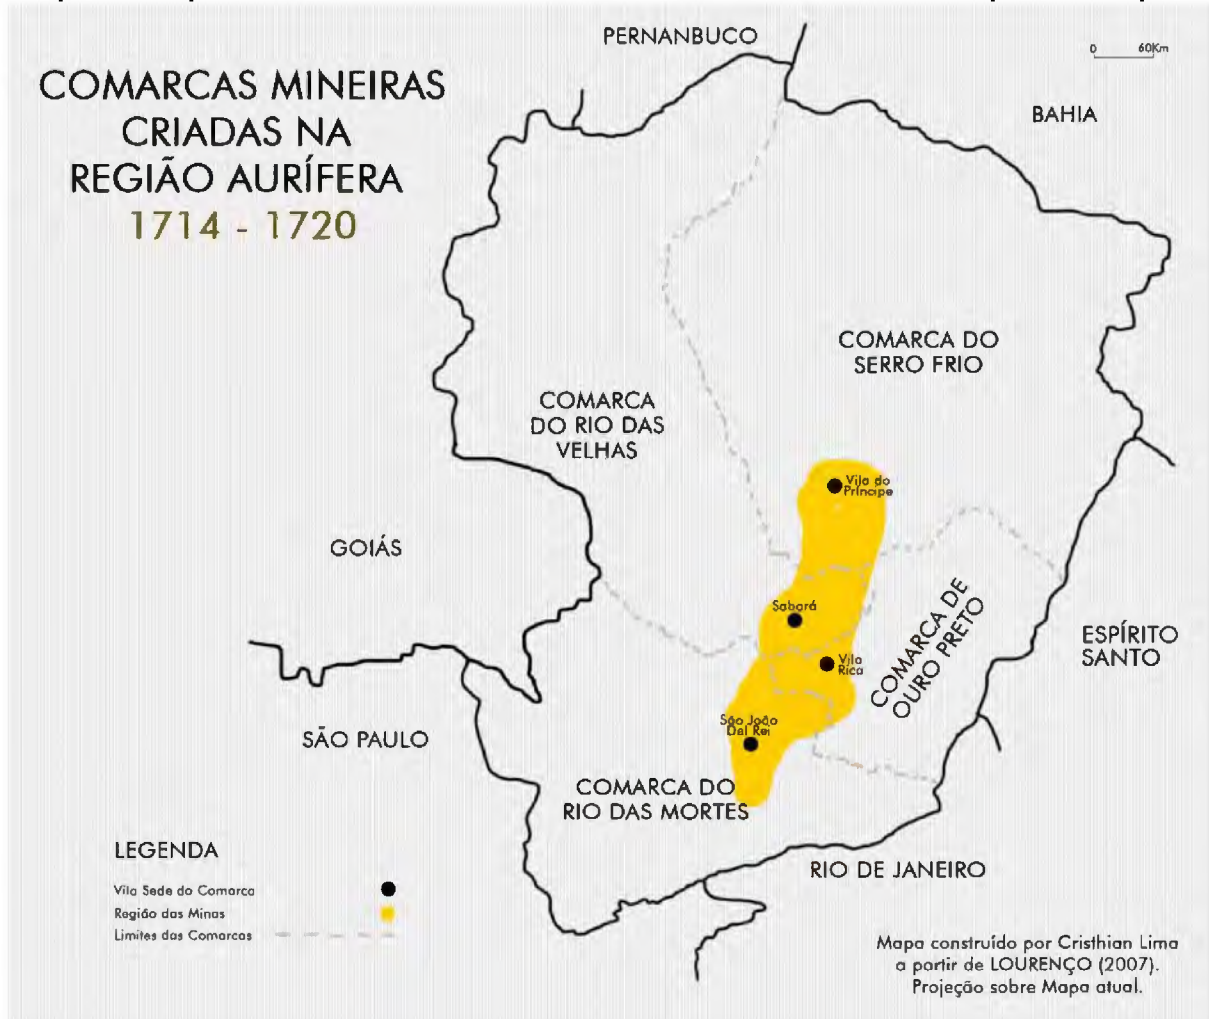 COMARCAS MINEIRAS
CRIADAS NA
REGIÃO AURÍFERA
1714 - 1720
PERNANBUCO
0 60Km
BAHIA
COMARCA DO
SERRO FRIO
COMARCA
DO RIO DAS
VELHAS
Vila do
Príncipe
GOIÁS
Sabará
COMARCA DE
OURO PRETO
ESPÍRITO
SANTO
Vila
Rica
São João
Dal Rei
SÃO PAULO
COMARCA DO
RIO DAS MORTES
RIO DE JANEIRO
LEGENDA
Vila Sede da Comarca
Região das Minas
Limites das Comarcas
Mapa construído por Cristhian Lima
a partir de LOURENÇO (2007).
Projeção sobre Mapa atual.